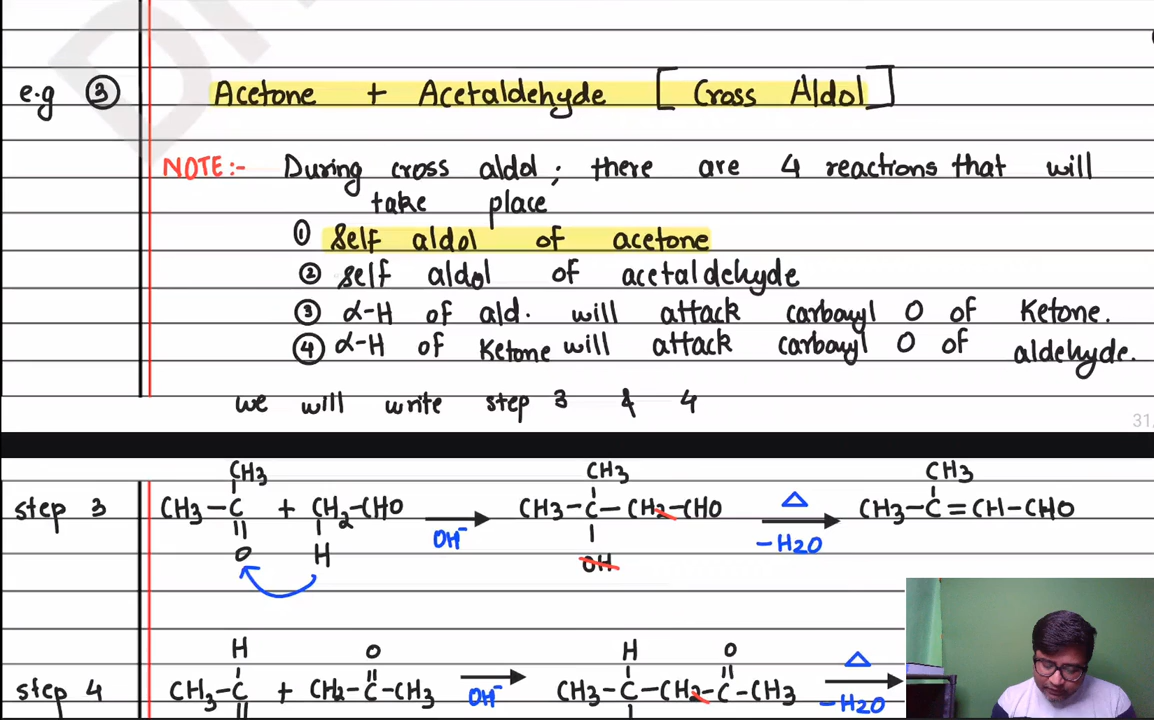 e.g ③ Acetone + Acetaldehyde [Cross Aldol]
NOTE:- During cross aldol ; there are 4 reactions that will
take place
① Self aldol of acetone
② self aldol of acetaldehyde
③ α-H of ald. will attack carbonyl O of Ketone.
④ α-H of Ketone will attack carbonyl O of aldehyde.
we will write step 3 & 4
31/
CH3 CH3 CH3
step 3 CH3-C + CH2-CHO OH⁻ CH3-C-CH2-CHO Δ -H2O CH3-C=CH-CHO
O H OH
H O H O
step 4 CH3-C + CH2-C-CH3 OH⁻ CH3-C-CH2-C-CH3 Δ -H2O